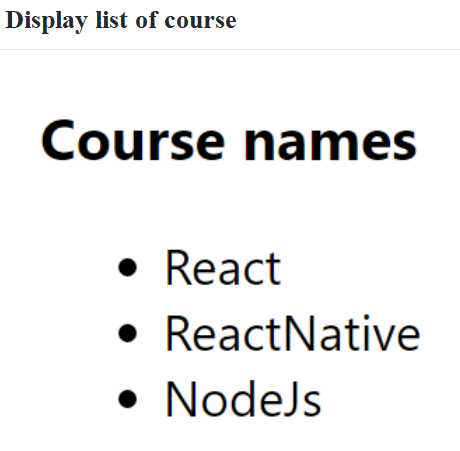 Display list of course
Course names
React
ReactNative
NodeJs